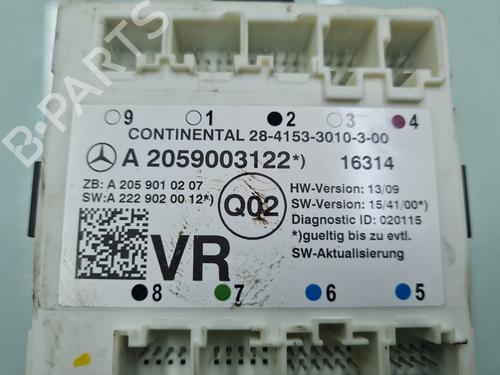 B-PARTS
9 1 2 3 4
CONTINENTAL 28-4153-3010-3-00
A 2059003122*) 16314
ZB: A 205 901 02 07
SW:A 222 902 00 12*)
Q02
HW-Version: 13/09
SW-Version: 15/41/00*)
Diagnostic ID: 020115
*)gueltig bis zu evtl.
SW-Aktualisierung
VR
8 7 6 5